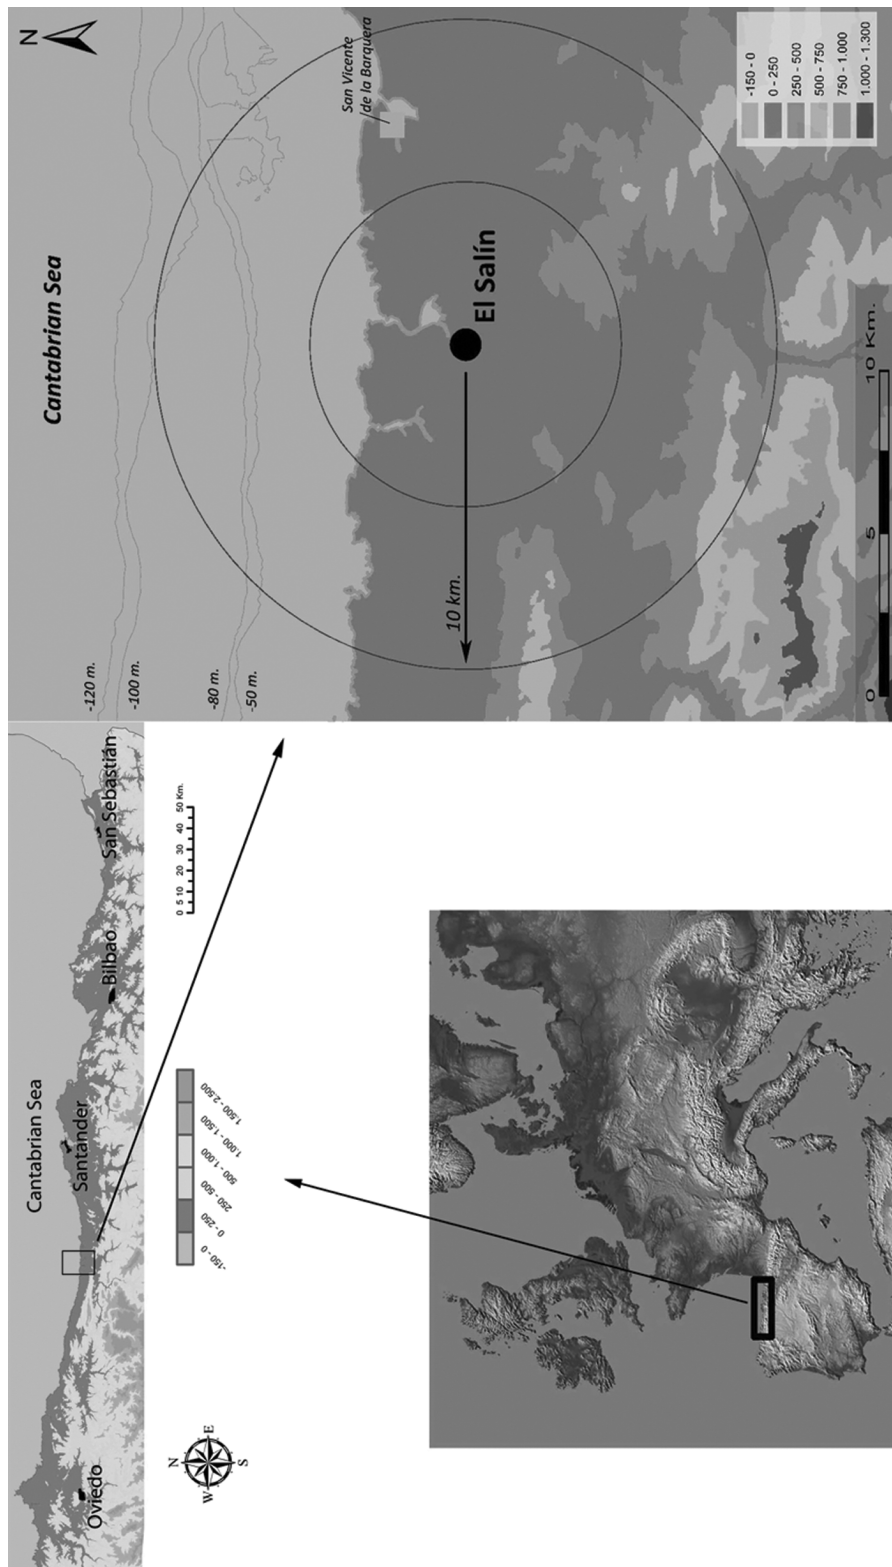 Cantabrian Sea
Oviedo
Santander
Bilbao
San Sebastián
N
W
E
S
-150 - 0
0 - 250
250 - 500
500 - 1.000
1.000 - 1.500
1.500 - 2.500
0 5 10 20 30 40 50 Km.
N
Cantabrian Sea
-120 m.
-100 m.
-80 m.
-50 m.
San Vicente
de la Barquera
10 km.
El Salín
-150 - 0
0 - 250
250 - 500
500 - 750
750 - 1.000
1.000 - 1.300
0 5 10 Km.